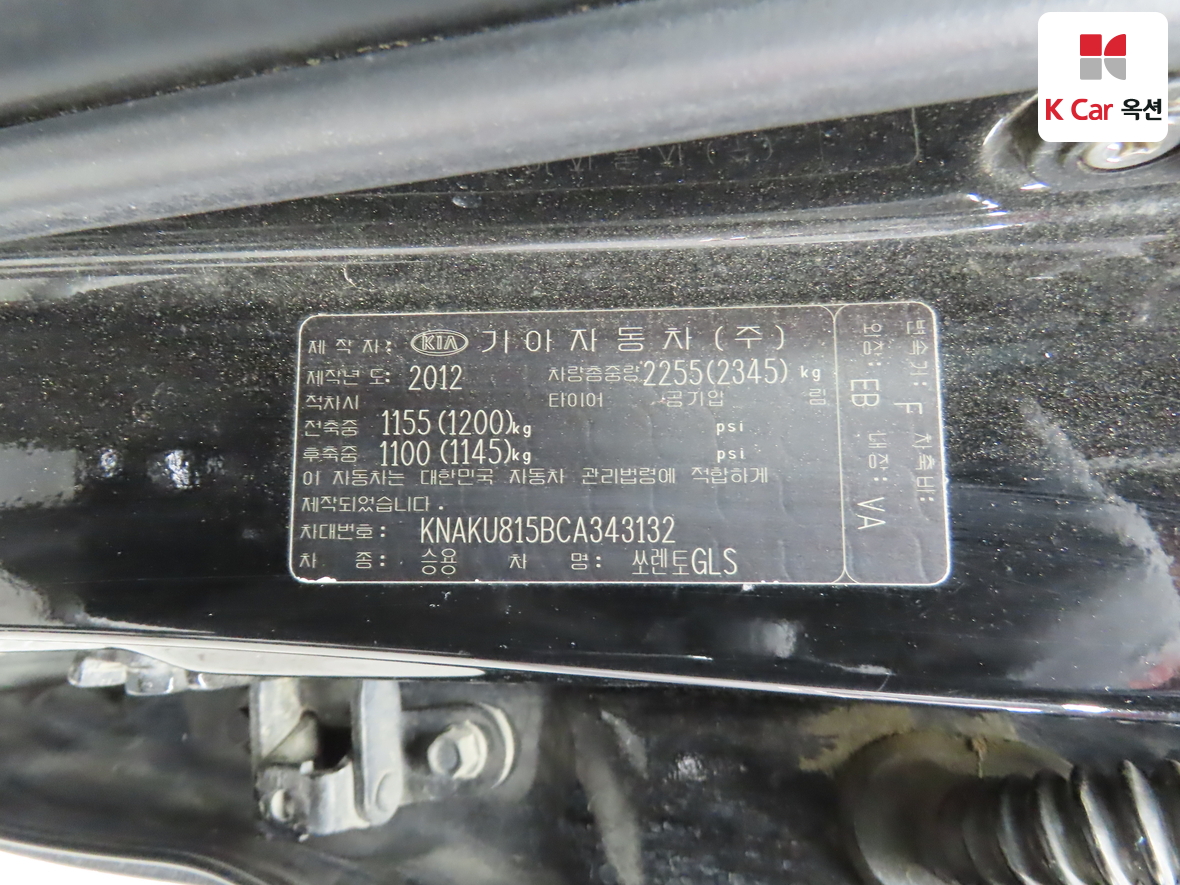 K Car 옥션
제 작 자: KIA 기아자동차(주)
제작년도: 2012 차량총중량 2255(2345) kg
적차시 타이어 공기압 림
전축중 1155(1200)kg psi
후축중 1100(1145)kg psi
이 자동차는 대한민국 자동차 관리법령에 적합하게
제작되었습니다.
차대번호: KNAKU815BCA343132
차 종: 승용 차 명: 쏘렌토GLS
변속기: F 차축비:
외장: EB 내장: VA